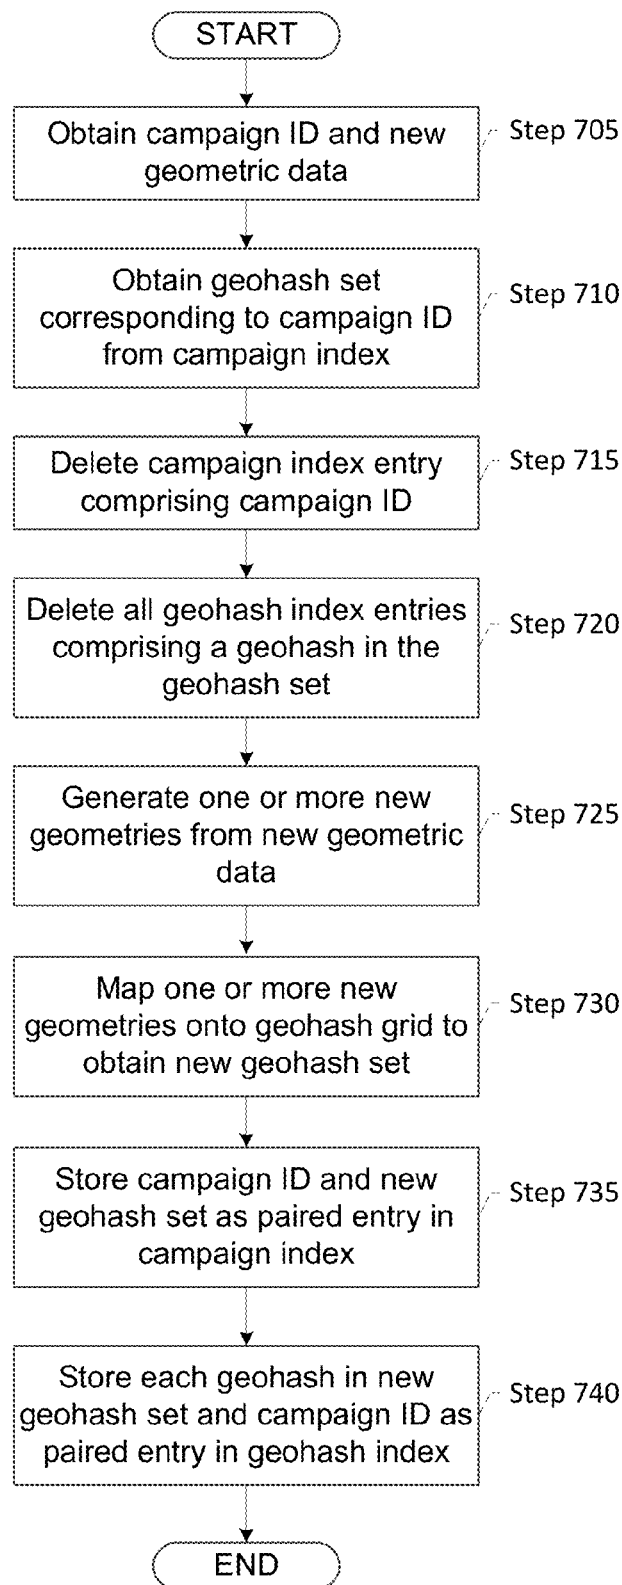 START
Obtain campaign ID and new
geometric data
Step 705
Obtain geohash set
corresponding to campaign ID
from campaign index
Step 710
Delete campaign index entry
comprising campaign ID
Step 715
Delete all geohash index entries
comprising a geohash in the
geohash set
Step 720
Generate one or more new
geometries from new geometric
data
Step 725
Map one or more new
geometries onto geohash grid to
obtain new geohash set
Step 730
Store campaign ID and new
geohash set as paired entry in
campaign index
Step 735
Store each geohash in new
geohash set and campaign ID as
paired entry in geohash index
Step 740
END